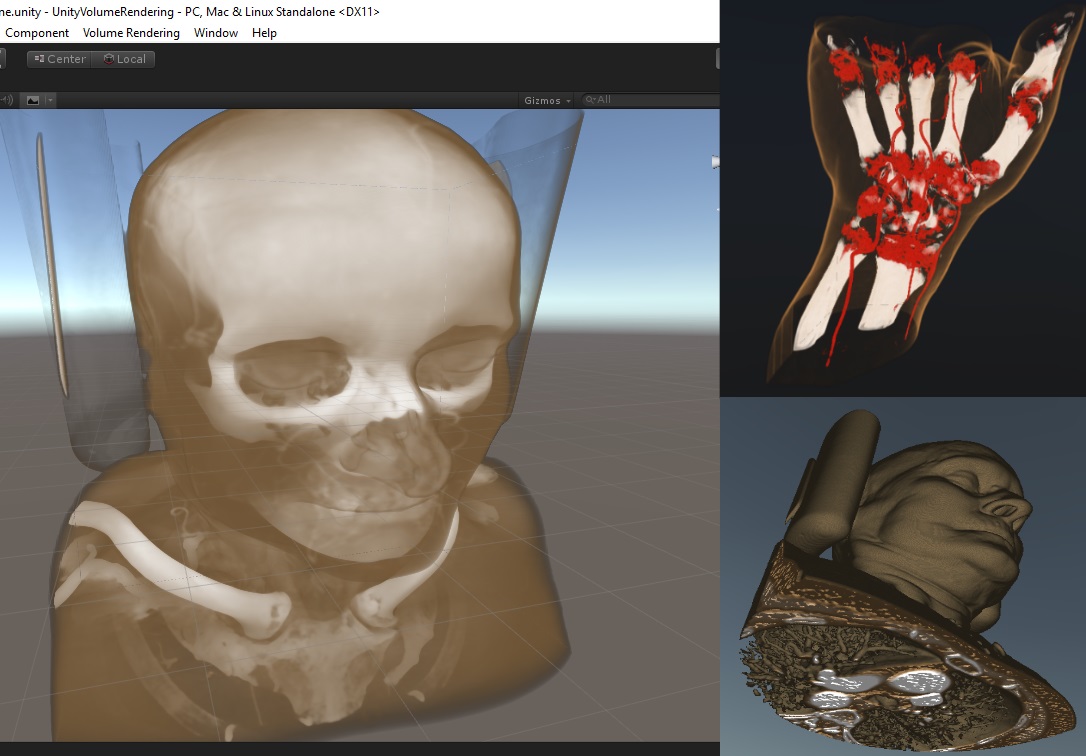 ne.unity - UnityVolumeRendering - PC, Mac & Linux Standalone <DX11>
Component Volume Rendering Window Help
Center Local
Gizmos All